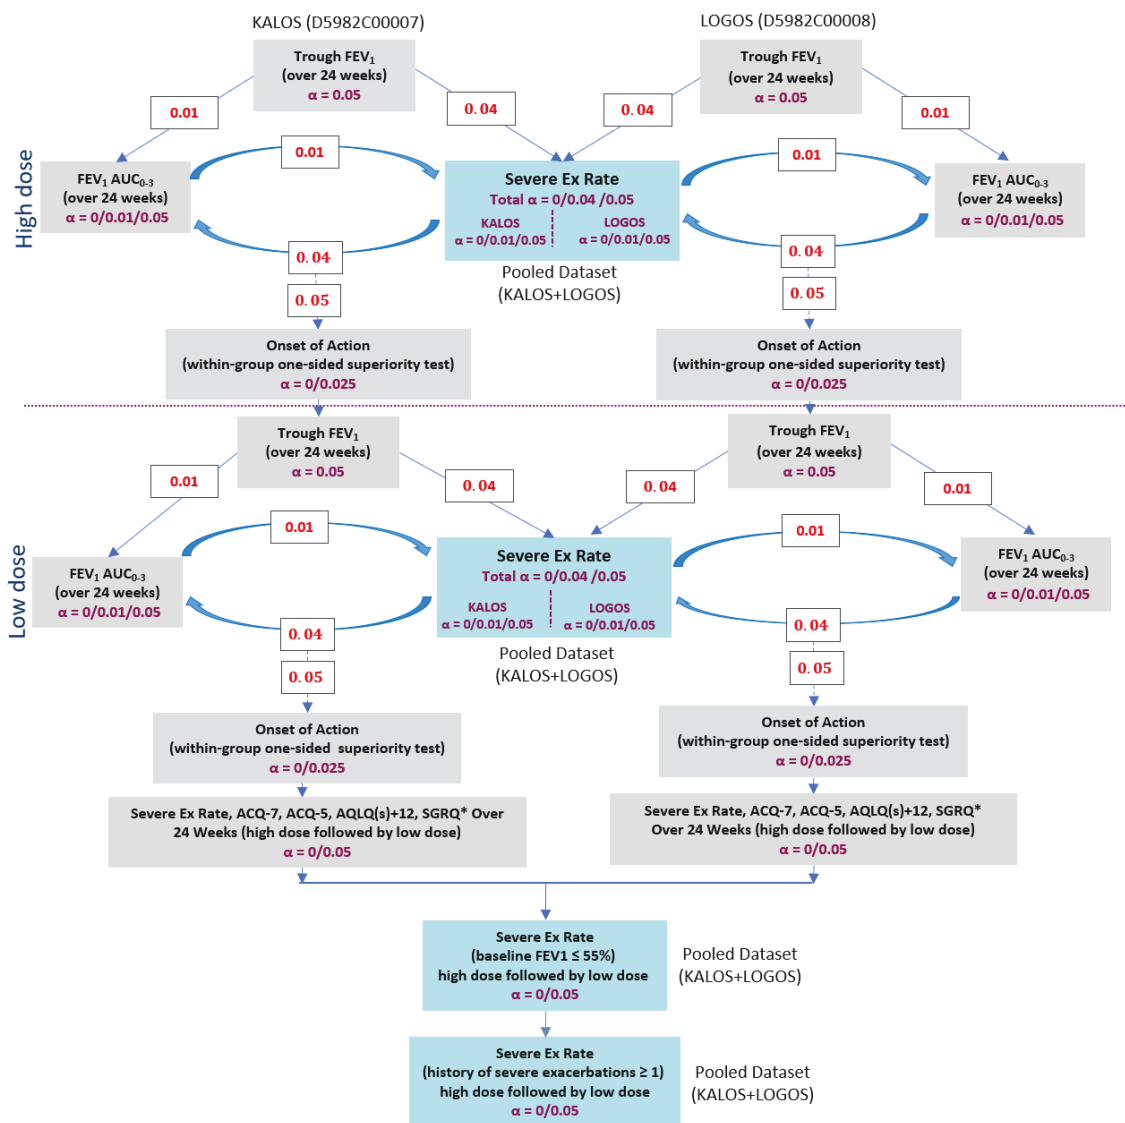 KALOS (D5982C00007)
LOGOS (D5982C00008)
Trough FEV₁
(over 24 weeks)
α = 0.05
Trough FEV₁
(over 24 weeks)
α = 0.05
0.01
0.04
0.04
0.01
High dose
FEV₁ AUC₀₋₃
(over 24 weeks)
α = 0/0.01/0.05
0.01
Severe Ex Rate
Total α = 0/0.04 /0.05
KALOS
α = 0/0.01/0.05
LOGOS
α = 0/0.01/0.05
0.01
FEV₁ AUC₀₋₃
(over 24 weeks)
α = 0/0.01/0.05
0.04
0.04
Pooled Dataset
(KALOS+LOGOS)
0.05
0.05
Onset of Action
(within-group one-sided superiority test)
α = 0/0.025
Onset of Action
(within-group one-sided superiority test)
α = 0/0.025
Low dose
Trough FEV₁
(over 24 weeks)
α = 0.05
Trough FEV₁
(over 24 weeks)
α = 0.05
0.01
0.04
0.04
0.01
FEV₁ AUC₀₋₃
(over 24 weeks)
α = 0/0.01/0.05
0.01
Severe Ex Rate
Total α = 0/0.04 /0.05
KALOS
α = 0/0.01/0.05
LOGOS
α = 0/0.01/0.05
0.01
FEV₁ AUC₀₋₃
(over 24 weeks)
α = 0/0.01/0.05
0.04
0.04
Pooled Dataset
(KALOS+LOGOS)
0.05
0.05
Onset of Action
(within-group one-sided superiority test)
α = 0/0.025
Onset of Action
(within-group one-sided superiority test)
α = 0/0.025
Severe Ex Rate, ACQ-7, ACQ-5, AQLQ(s)+12, SGRQ* Over
24 Weeks (high dose followed by low dose)
α = 0/0.05
Severe Ex Rate, ACQ-7, ACQ-5, AQLQ(s)+12, SGRQ*
Over 24 Weeks (high dose followed by low dose)
α = 0/0.05
Severe Ex Rate
(baseline FEV1 ≤ 55%)
high dose followed by low dose
α = 0/0.05
Pooled Dataset
(KALOS+LOGOS)
Severe Ex Rate
(history of severe exacerbations ≥ 1)
high dose followed by low dose
α = 0/0.05
Pooled Dataset
(KALOS+LOGOS)